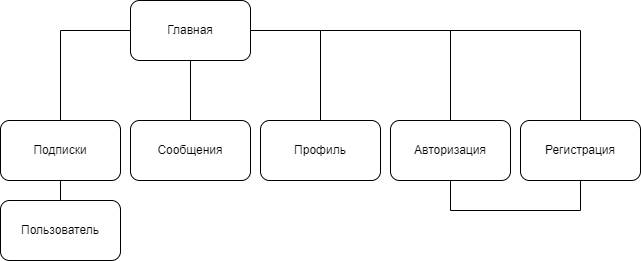 Главная
Подписки
Сообщения
Профиль
Авторизация
Регистрация
Пользователь